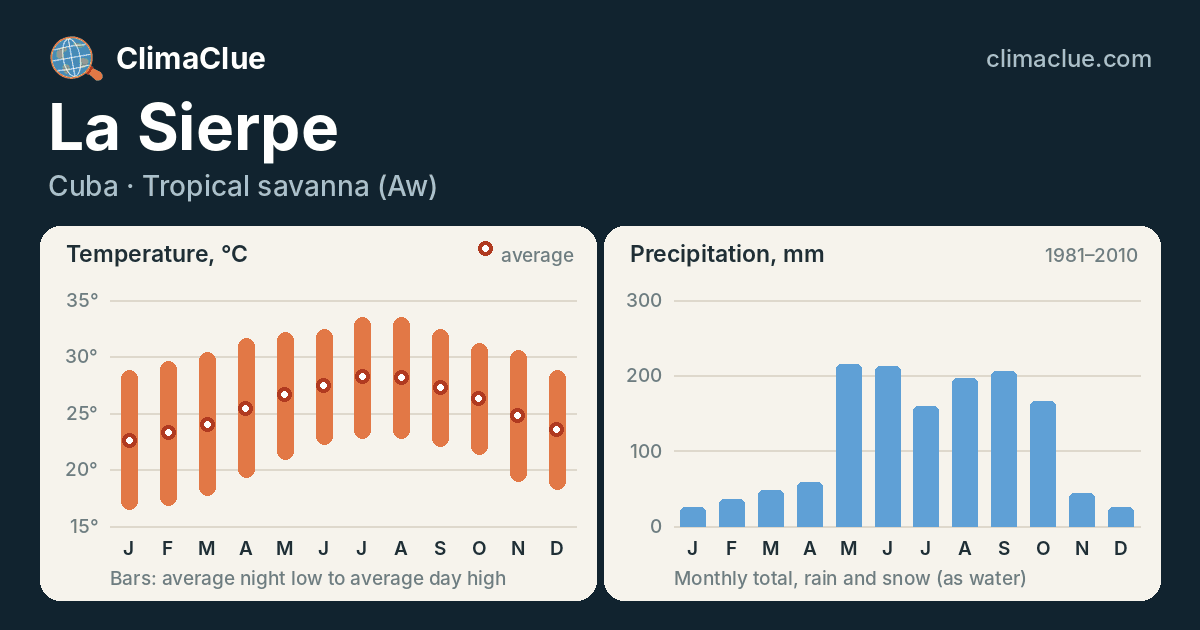 ClimaClue
climaclue.com
La Sierpe
Cuba · Tropical savanna (Aw)
Temperature, °C
average
35°
30°
25°
20°
15°
J F M A M J J A S O N D
Bars: average night low to average day high
Precipitation, mm
1981–2010
300
200
100
0
J F M A M J J A S O N D
Monthly total, rain and snow (as water)